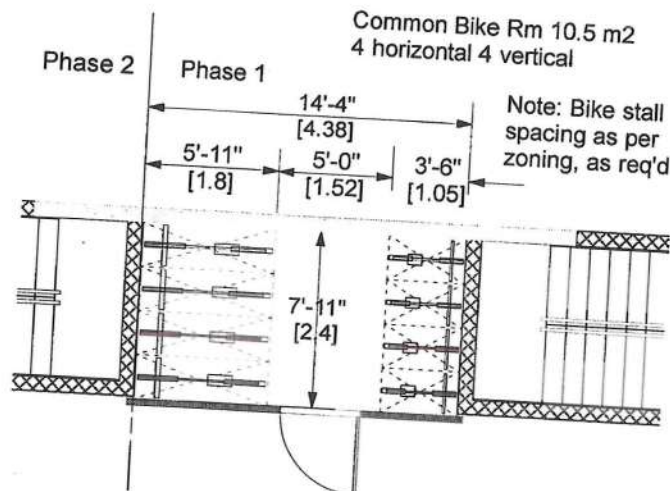 Common Bike Rm 10.5 m2
4 horizontal 4 vertical
Phase 2
Phase 1
14'-4"
[4.38]
Note: Bike stall
spacing as per
zoning, as req'd
5'-11"
[1.8]
5'-0"
[1.52]
3'-6"
[1.05]
7'-11"
[2.4]